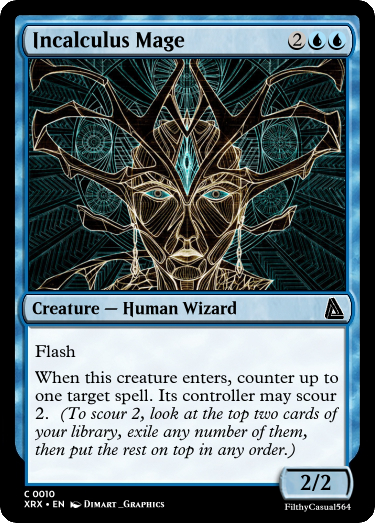 Incalculus Mage 2
Creature — Human Wizard
Flash
When this creature enters, counter up to
one target spell. Its controller may scour
2. (To scour 2, look at the top two cards of
your library, exile any number of them,
then put the rest on top in any order.)
2/2
C 0010
XRX • EN Dimart _Graphics
FilthyCasual564